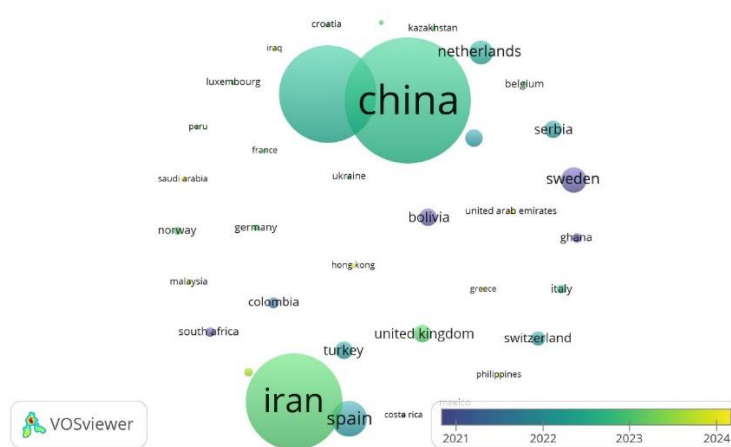 croatia
kazakhstan
iraq
netherlands
luxembourg
china
belgium
peru
serbia
france
saudi arabia
ukraine
sweden
bolivia
united arab emirates
norway
germany
ghana
hong kong
malaysia
greece
italy
colombia
south africa
united kingdom
switzerland
turkey
philippines
iran
spain
costa rica
mexico
VOSviewer
2021 2022 2023 2024